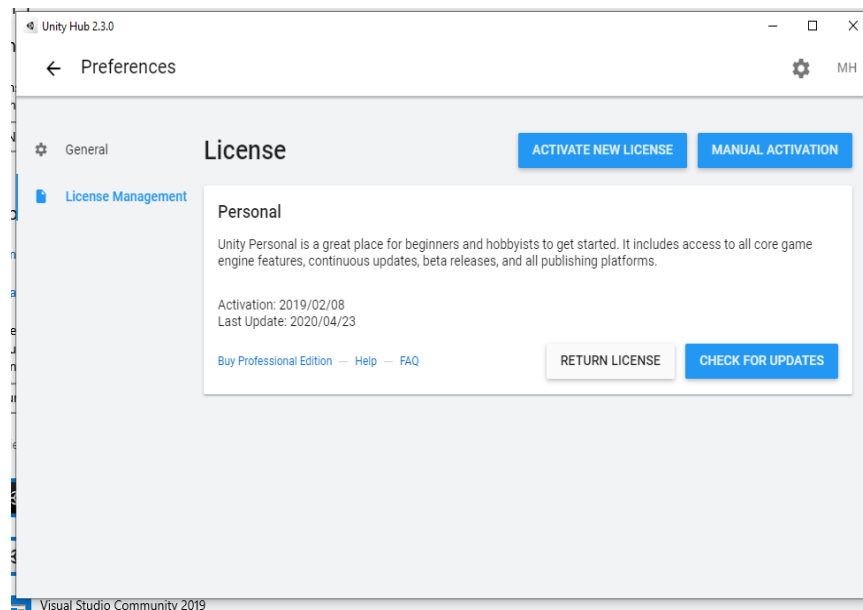 Unity Hub 2.3.0
Preferences
MH
General
License Management
License
ACTIVATE NEW LICENSE
MANUAL ACTIVATION
Personal
Unity Personal is a great place for beginners and hobbyists to get started. It includes access to all core game
engine features, continuous updates, beta releases, and all publishing platforms.
Activation: 2019/02/08
Last Update: 2020/04/23
Buy Professional Edition — Help — FAQ
RETURN LICENSE
CHECK FOR UPDATES
Visual Studio Community 2019